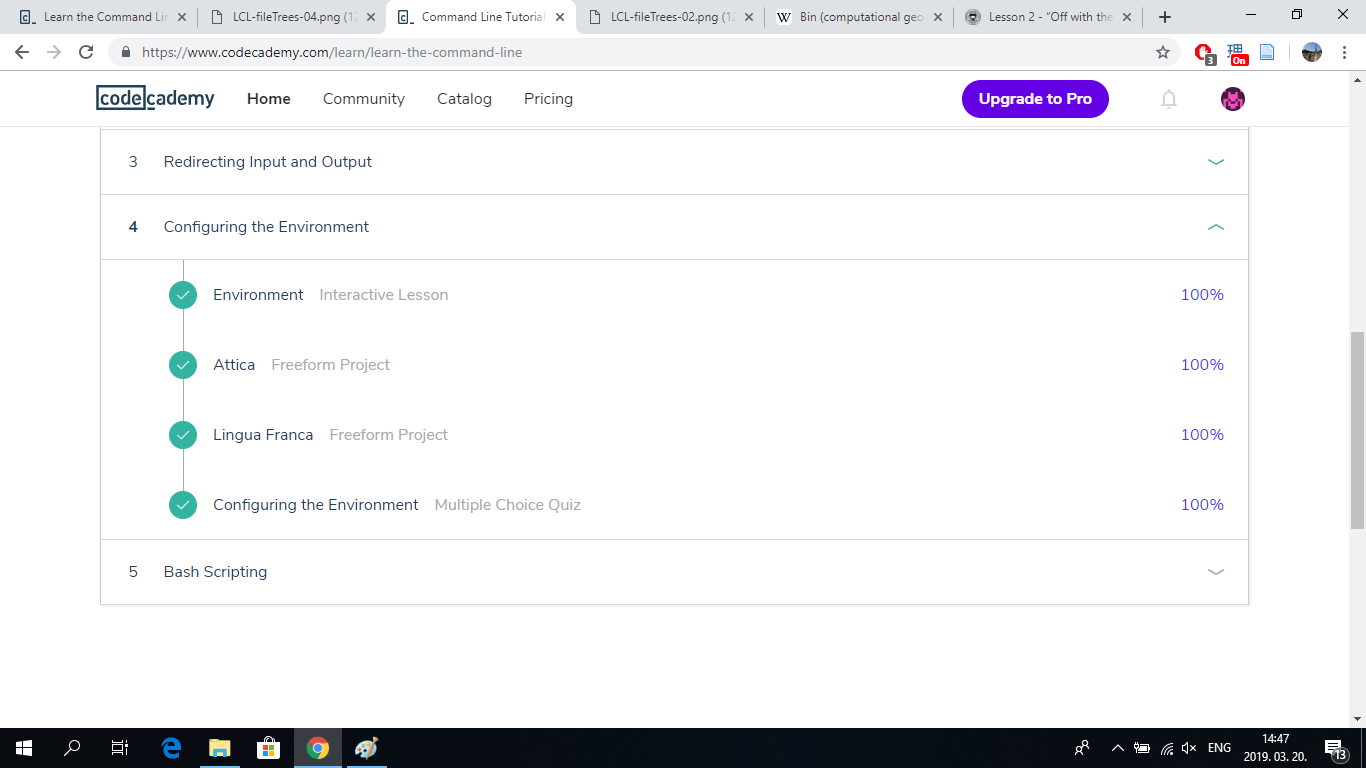 Learn the Command Lin
LCL-fileTrees-04.png (12
Command Line Tutorial
LCL-fileTrees-02.png (12
Bin (computational geo
Lesson 2 - "Off with the
https://www.codecademy.com/learn/learn-the-command-line
3
On
codecademy
Home Community Catalog Pricing
Upgrade to Pro
3 Redirecting Input and Output
4 Configuring the Environment
Environment Interactive Lesson 100%
Attica Freeform Project 100%
Lingua Franca Freeform Project 100%
Configuring the Environment Multiple Choice Quiz 100%
5 Bash Scripting
ENG
14:47
2019. 03. 20.
13